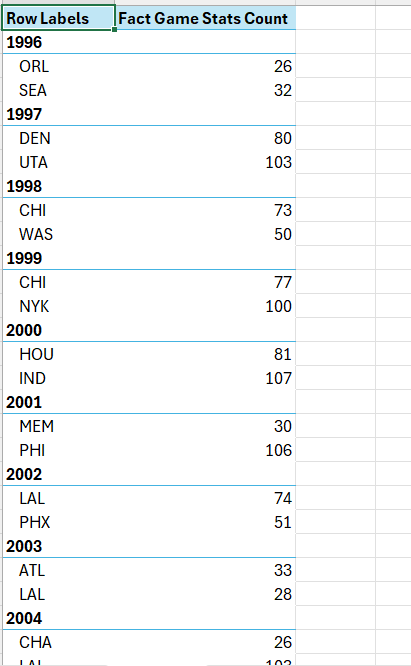 Row Labels Fact Game Stats Count
1996
ORL 26
SEA 32
1997
DEN 80
UTA 103
1998
CHI 73
WAS 50
1999
CHI 77
NYK 100
2000
HOU 81
IND 107
2001
MEM 30
PHI 106
2002
LAL 74
PHX 51
2003
ATL 33
LAL 28
2004
CHA 26